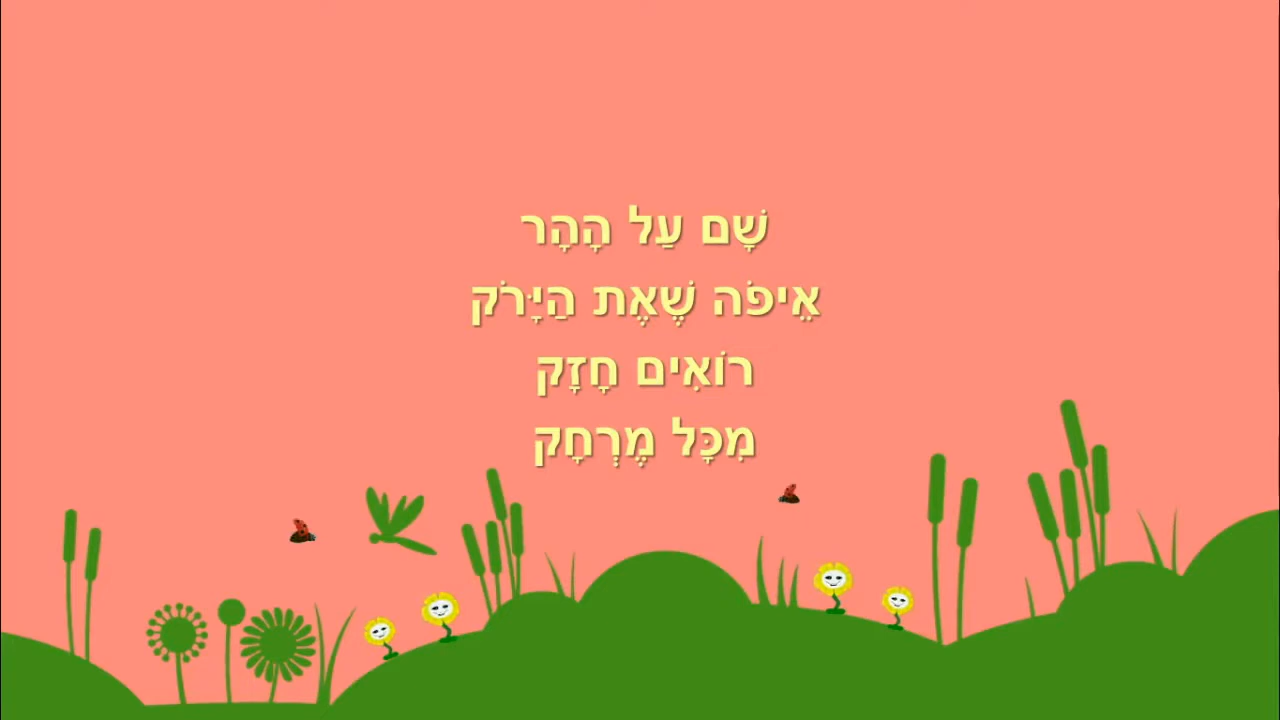 שָׁם עַל הָהָר
אֵיפֹה שֶׁאֶת הַיָּרֹק
רוֹאִים חָזָק
מִכָּל מֶרְחָק